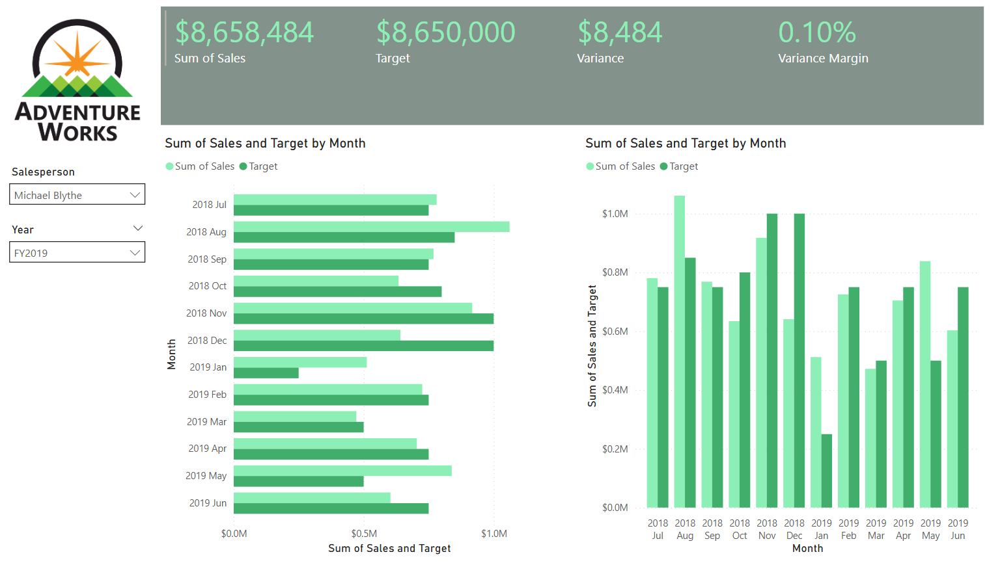 ADVENTURE
WORKS
$8,658,484
Sum of Sales
$8,650,000
Target
$8,484
Variance
0.10%
Variance Margin
Salesperson
Michael Blythe
Year
FY2019
Sum of Sales and Target by Month
Sum of Sales Target
Month
2018 Jul
2018 Aug
2018 Sep
2018 Oct
2018 Nov
2018 Dec
2019 Jan
2019 Feb
2019 Mar
2019 Apr
2019 May
2019 Jun
$0.0M $0.5M $1.0M
Sum of Sales and Target
Sum of Sales and Target by Month
Sum of Sales Target
Sum of Sales and Target
$1.0M
$0.8M
$0.6M
$0.4M
$0.2M
$0.0M
2018 2018 2018 2018 2018 2018 2019 2019 2019 2019 2019 2019
Jul Aug Sep Oct Nov Dec Jan Feb Mar Apr May Jun
Month